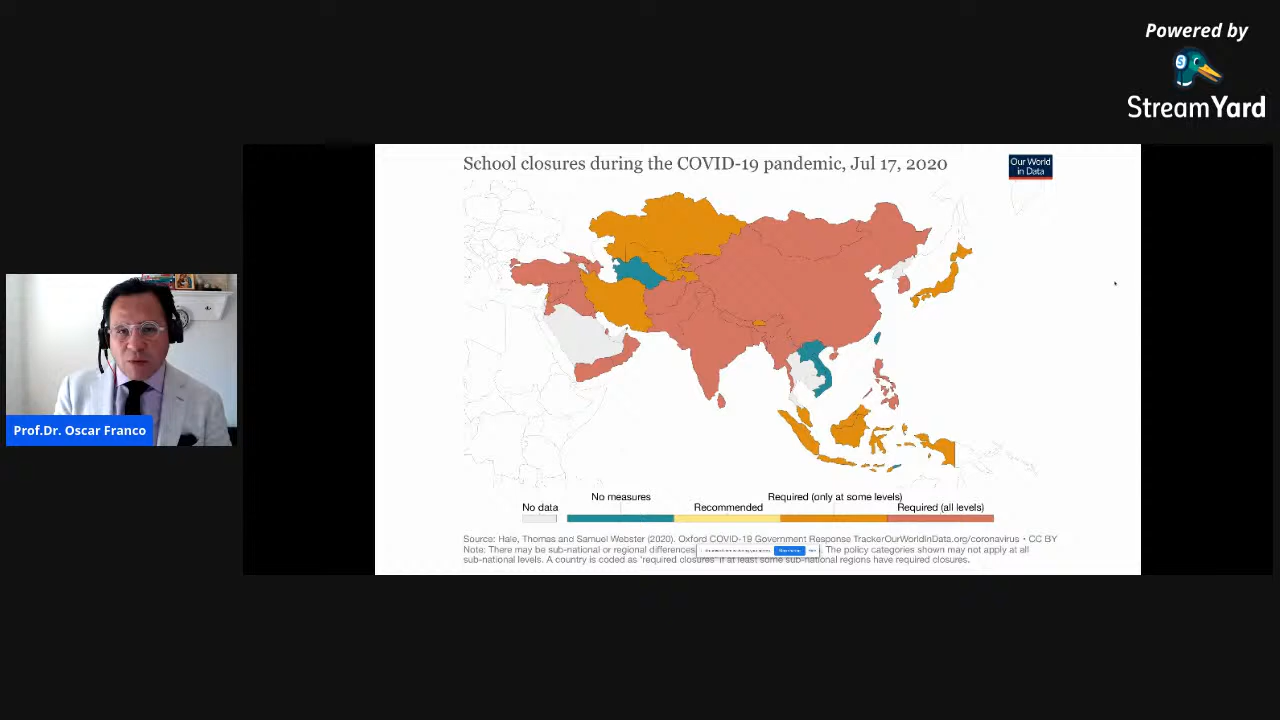 Powered by
S
StreamYard
School closures during the COVID-19 pandemic, Jul 17, 2020
Our World
in Data
Prof.Dr. Oscar Franco
No data
No measures
Recommended
Required (only at some levels)
Required (all levels)
Source: Hale, Thomas and Samuel Webster (2020). Oxford COVID-19 Government Response TrackerOurWorldInData.org/coronavirus • CC BY
Note: There may be sub-national or regional differences The policy categories shown may not apply at all
sub-national levels. A country is coded as 'required closures' if at least some sub-national regions have required closures.